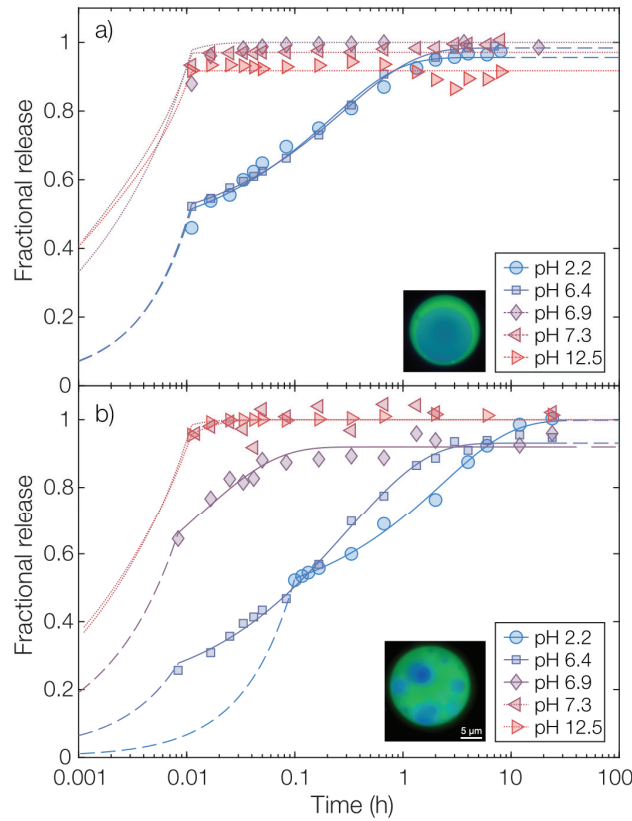 a)
1
0.8
0.6
0.4
0.2
0
Fractional release
pH 2.2
pH 6.4
pH 6.9
pH 7.3
pH 12.5
b)
1
0.8
0.6
0.4
0.2
0
Fractional release
pH 2.2
pH 6.4
pH 6.9
pH 7.3
pH 12.5
5 µm
0.001 0.01 0.1 1 10 100
Time (h)